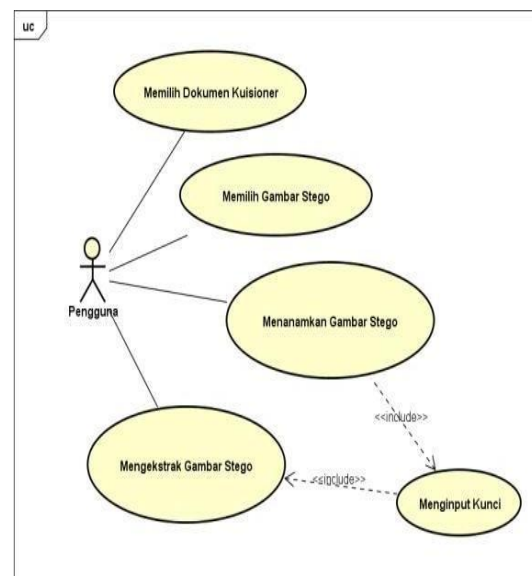 uc
Memilih Dokumen Kuisioner
Memilih Gambar Stego
Pengguna
Menanamkan Gambar Stego
<<include>>
Mengekstrak Gambar Stego
<<include>>
Menginput Kunci